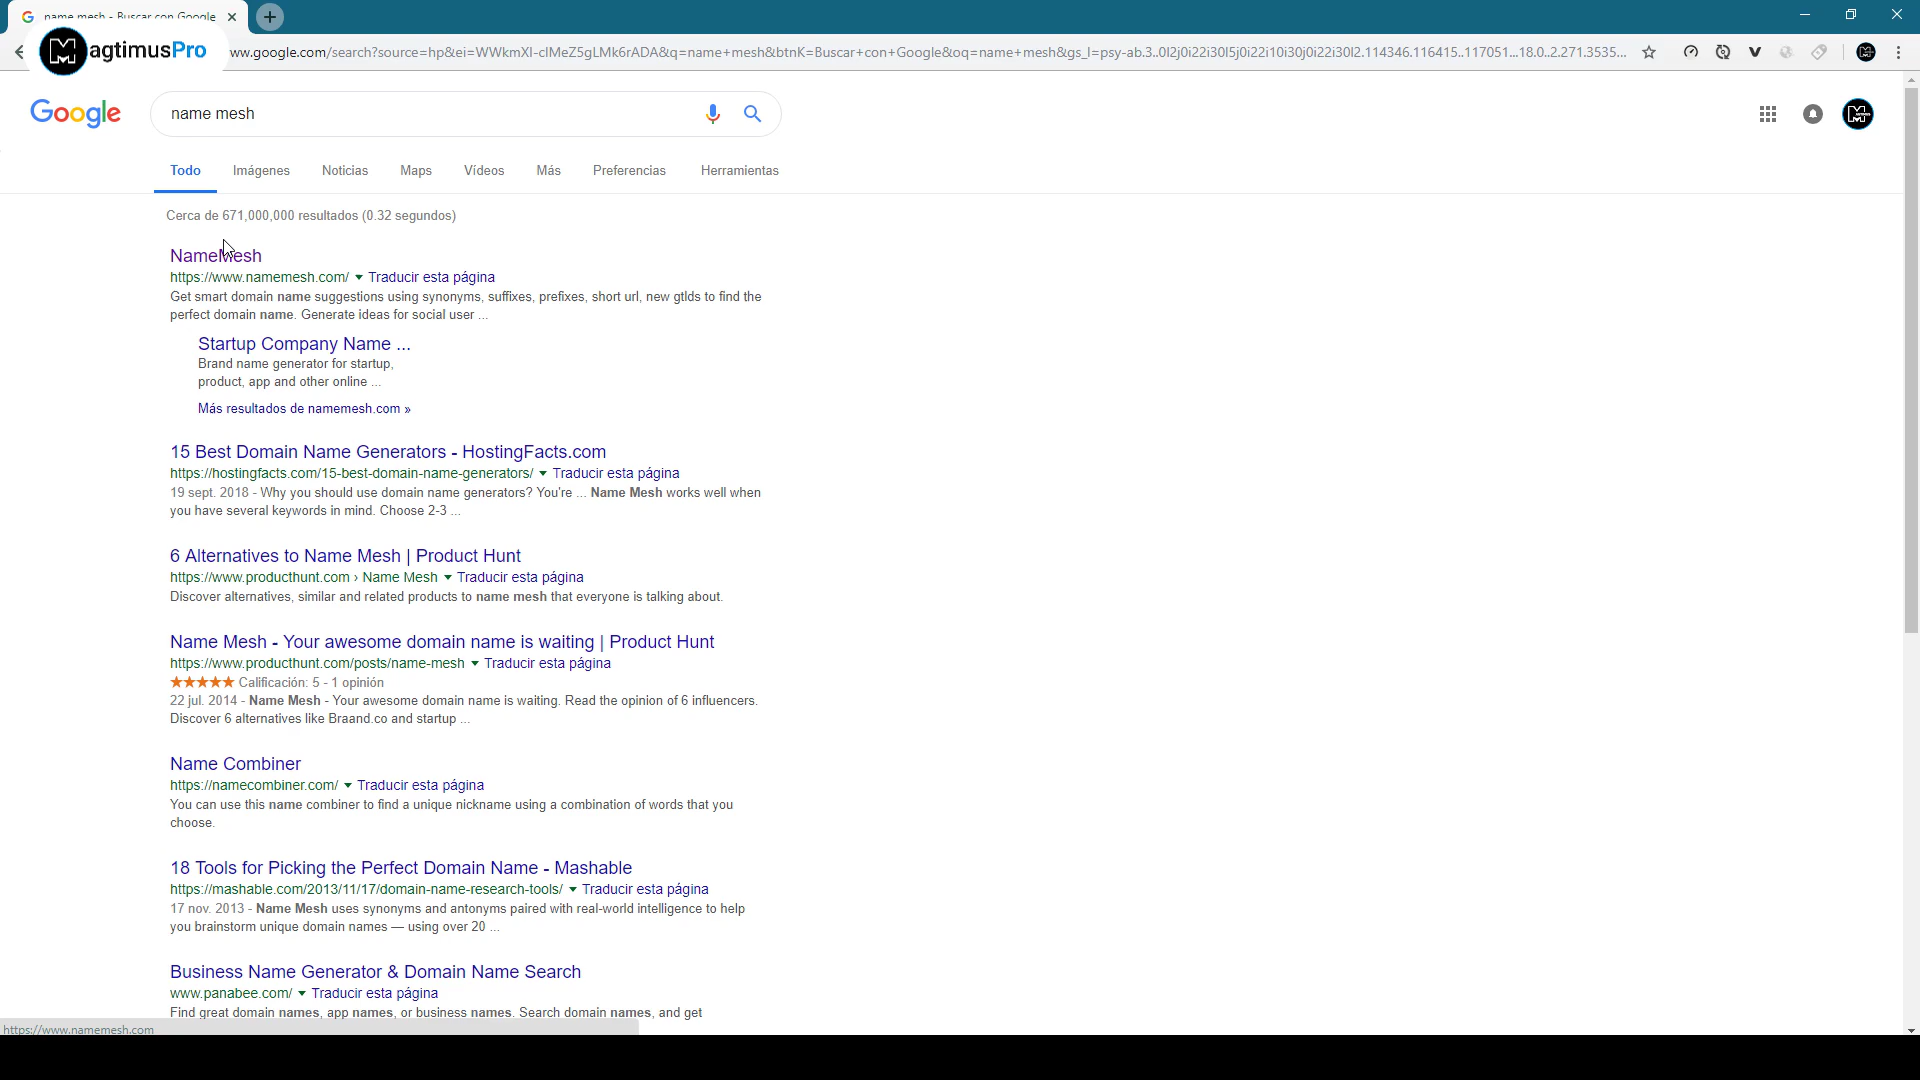 name mesh - Buscar con Google
agtimusPro
ww.google.com/search?source=hp&ei=WWkmXI-cIMeZ5gLMk6rADA&q=name+mesh&btnK=Buscar+con+Google&oq=name+mesh&gs_l=psy-ab.3..0l2j0i22i30l5j0i22i10i30j0i22i30l2.114346.116415..117051...18.0..2.271.3535...
Google
name mesh
Todo Imágenes Noticias Maps Vídeos Más Preferencias Herramientas
Cerca de 671,000,000 resultados (0.32 segundos)
NameMesh
https://www.namemesh.com/ Traducir esta página
Get smart domain name suggestions using synonyms, suffixes, prefixes, short url, new gtlds to find the
perfect domain name. Generate ideas for social user ...
Startup Company Name ...
Brand name generator for startup,
product, app and other online ...
Más resultados de namemesh.com »
15 Best Domain Name Generators - HostingFacts.com
https://hostingfacts.com/15-best-domain-name-generators/ Traducir esta página
19 sept. 2018 - Why you should use domain name generators? You're ... Name Mesh works well when
you have several keywords in mind. Choose 2-3 ...
6 Alternatives to Name Mesh | Product Hunt
https://www.producthunt.com › Name Mesh Traducir esta página
Discover alternatives, similar and related products to name mesh that everyone is talking about.
Name Mesh - Your awesome domain name is waiting | Product Hunt
https://www.producthunt.com/posts/name-mesh Traducir esta página
★★★★★ Calificación: 5 - 1 opinión
22 jul. 2014 - Name Mesh - Your awesome domain name is waiting. Read the opinion of 6 influencers.
Discover 6 alternatives like Braand.co and startup ...
Name Combiner
https://namecombiner.com/ Traducir esta página
You can use this name combiner to find a unique nickname using a combination of words that you
choose.
18 Tools for Picking the Perfect Domain Name - Mashable
https://mashable.com/2013/11/17/domain-name-research-tools/ Traducir esta página
17 nov. 2013 - Name Mesh uses synonyms and antonyms paired with real-world intelligence to help
you brainstorm unique domain names — using over 20 ...
Business Name Generator & Domain Name Search
www.panabee.com/ Traducir esta página
Find great domain names, app names, or business names. Search domain names, and get
https://www.namemesh.com